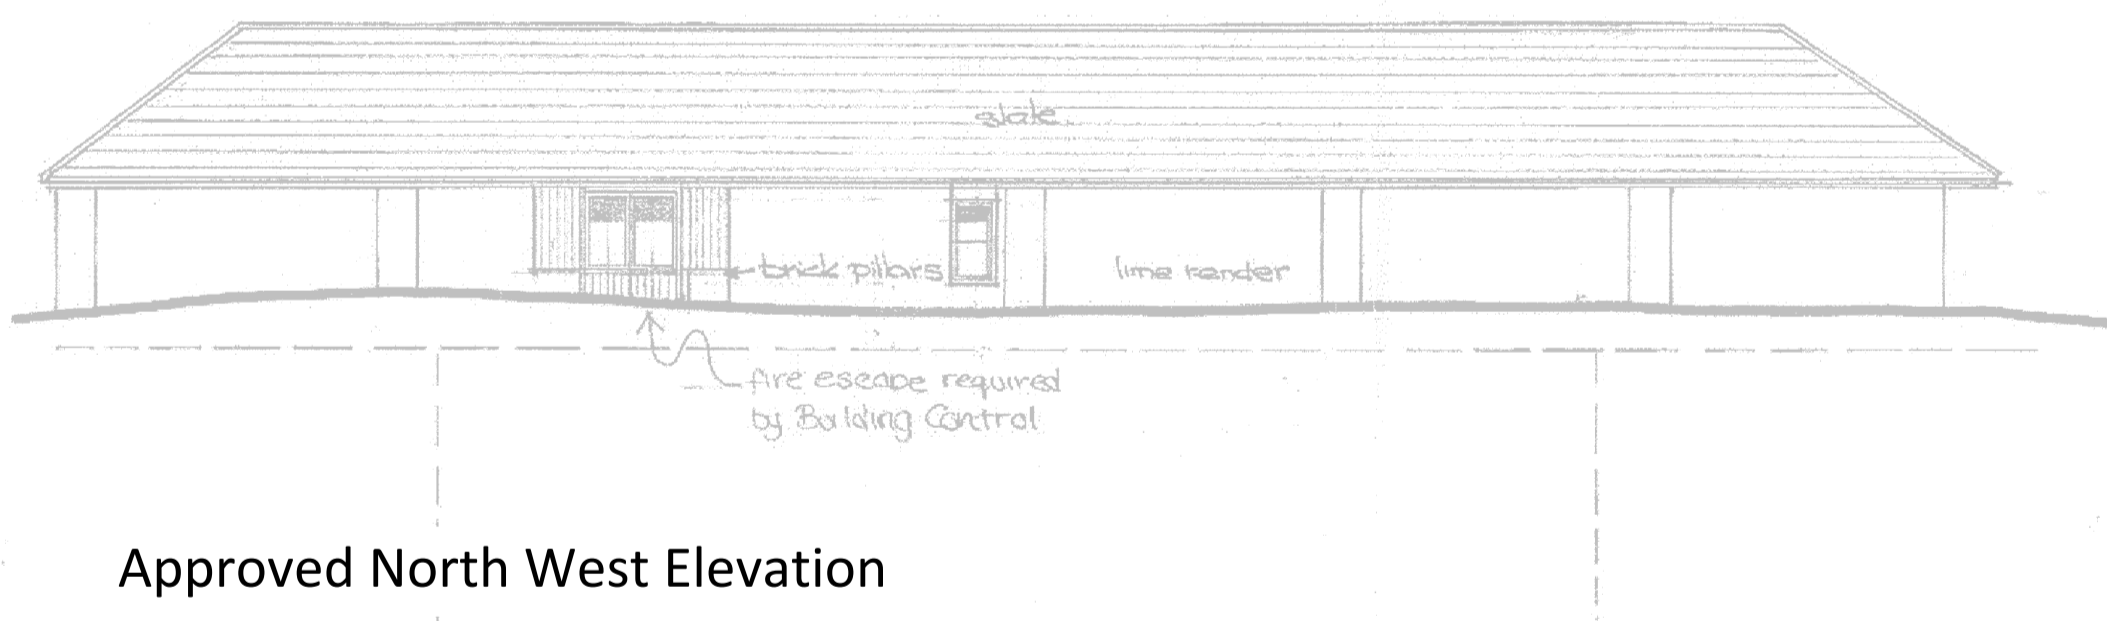 slate
brick pillars
lime render
fire escape required
by Building Control
Approved North West Elevation